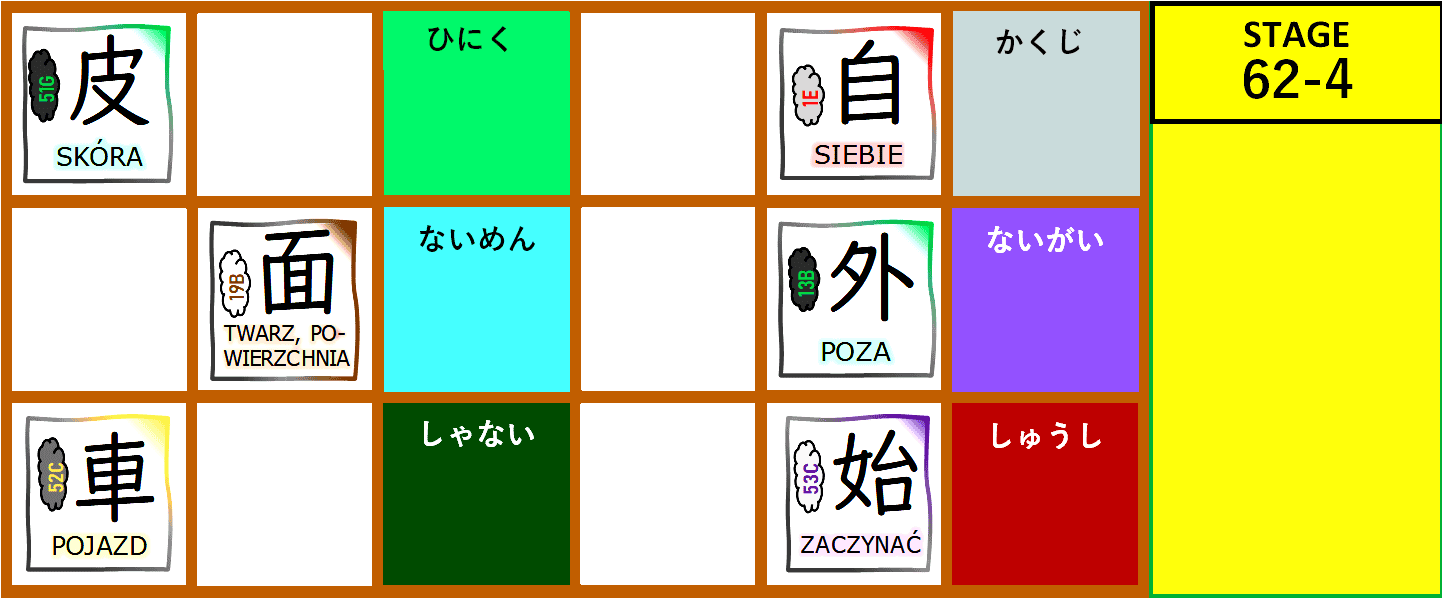 51G
皮
SKÓRA
ひにく
1E
自
SIEBIE
かくじ
STAGE
62-4
19B
面
TWARZ, PO-
WIERZCHNIA
ないめん
13B
外
POZA
ないがい
52C
車
POJAZD
しゃない
53C
始
ZACZYNAĆ
しゅうし